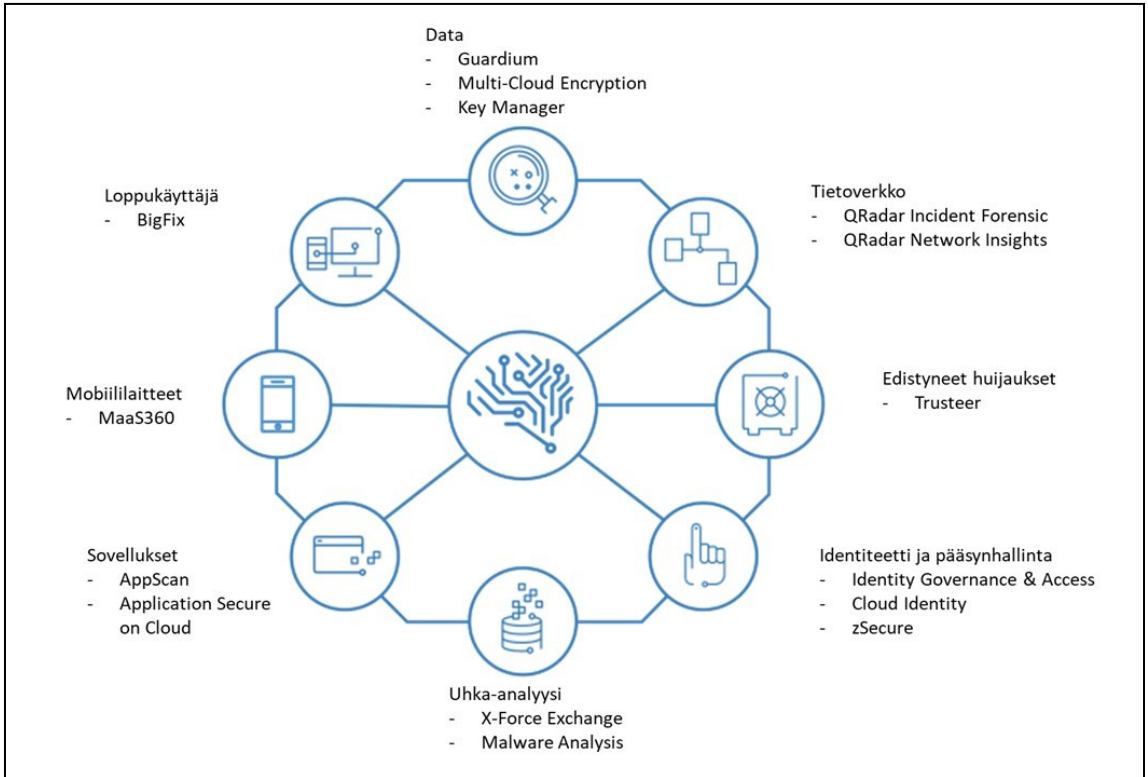 Data
- Guardium
- Multi-Cloud Encryption
- Key Manager
Loppukäyttäjä
- BigFix
Tietoverkko
- QRadar Incident Forensic
- QRadar Network Insights
Mobiililaitteet
- MaaS360
Edistyneet huijaukset
- Trusteer
Sovellukset
- AppScan
- Application Secure
on Cloud
Identiteetti ja pääsynhallinta
- Identity Governance & Access
- Cloud Identity
- zSecure
Uhka-analyysi
- X-Force Exchange
- Malware Analysis